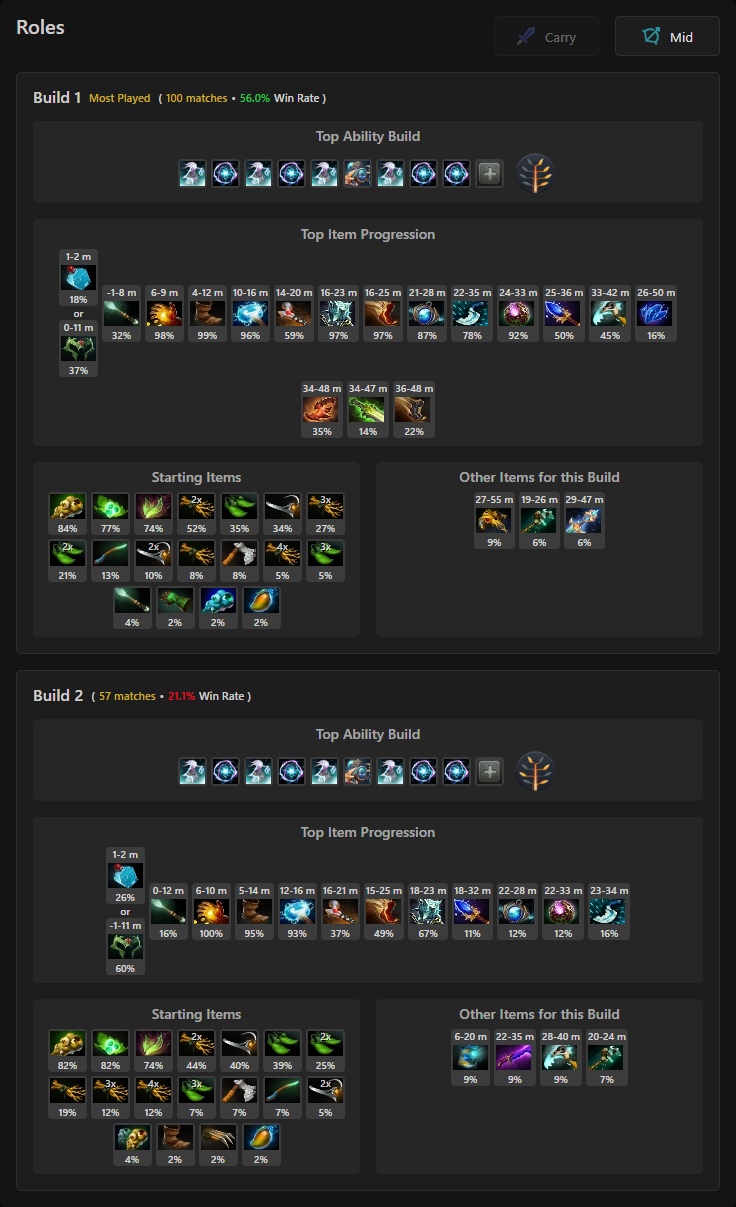 Roles
Carry
Mid
Build 1 Most Played ( 100 matches • 56.0% Win Rate )
Top Ability Build
Top Item Progression
1-2 m
18%
or
0-11 m
37%
-1-8 m 6-9 m 4-12 m 10-16 m 14-20 m 16-23 m 16-25 m 21-28 m 22-35 m 24-33 m 25-36 m 33-42 m 26-50 m
32% 98% 99% 96% 59% 97% 97% 87% 78% 92% 50% 45% 16%
34-48 m 34-47 m 36-48 m
35% 14% 22%
Starting Items
2x 3x
84% 77% 74% 52% 35% 34% 27%
2x 2x 4x 3x
21% 13% 10% 8% 8% 5% 5%
4% 2% 2% 2%
Other Items for this Build
27-55 m 19-26 m 29-47 m
9% 6% 6%
Build 2 ( 57 matches • 21.1% Win Rate )
Top Ability Build
Top Item Progression
1-2 m
26%
or
-1-11 m
60%
0-12 m 6-10 m 5-14 m 12-16 m 16-21 m 15-25 m 18-23 m 18-32 m 22-28 m 22-33 m 23-34 m
16% 100% 95% 93% 37% 49% 67% 11% 12% 12% 16%
Starting Items
2x 2x
82% 82% 74% 44% 40% 39% 25%
3x 4x 3x 2x
19% 12% 12% 7% 7% 7% 5%
4% 2% 2% 2%
Other Items for this Build
6-20 m 22-35 m 28-40 m 20-24 m
9% 9% 9% 7%